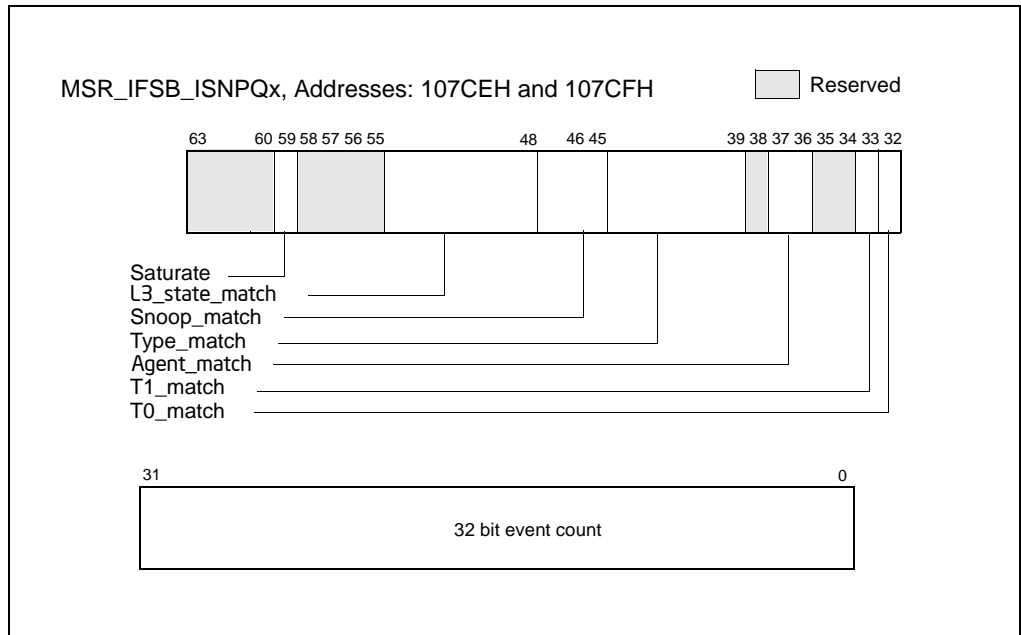 MSR_IFSB_ISNPQx, Addresses: 107CEH and 107CFH
Reserved
63 60 59 58 57 56 55 48 46 45 39 38 37 36 35 34 33 32
Saturate
L3_state_match
Snoop_match
Type_match
Agent_match
T1_match
T0_match
31 0
32 bit event count